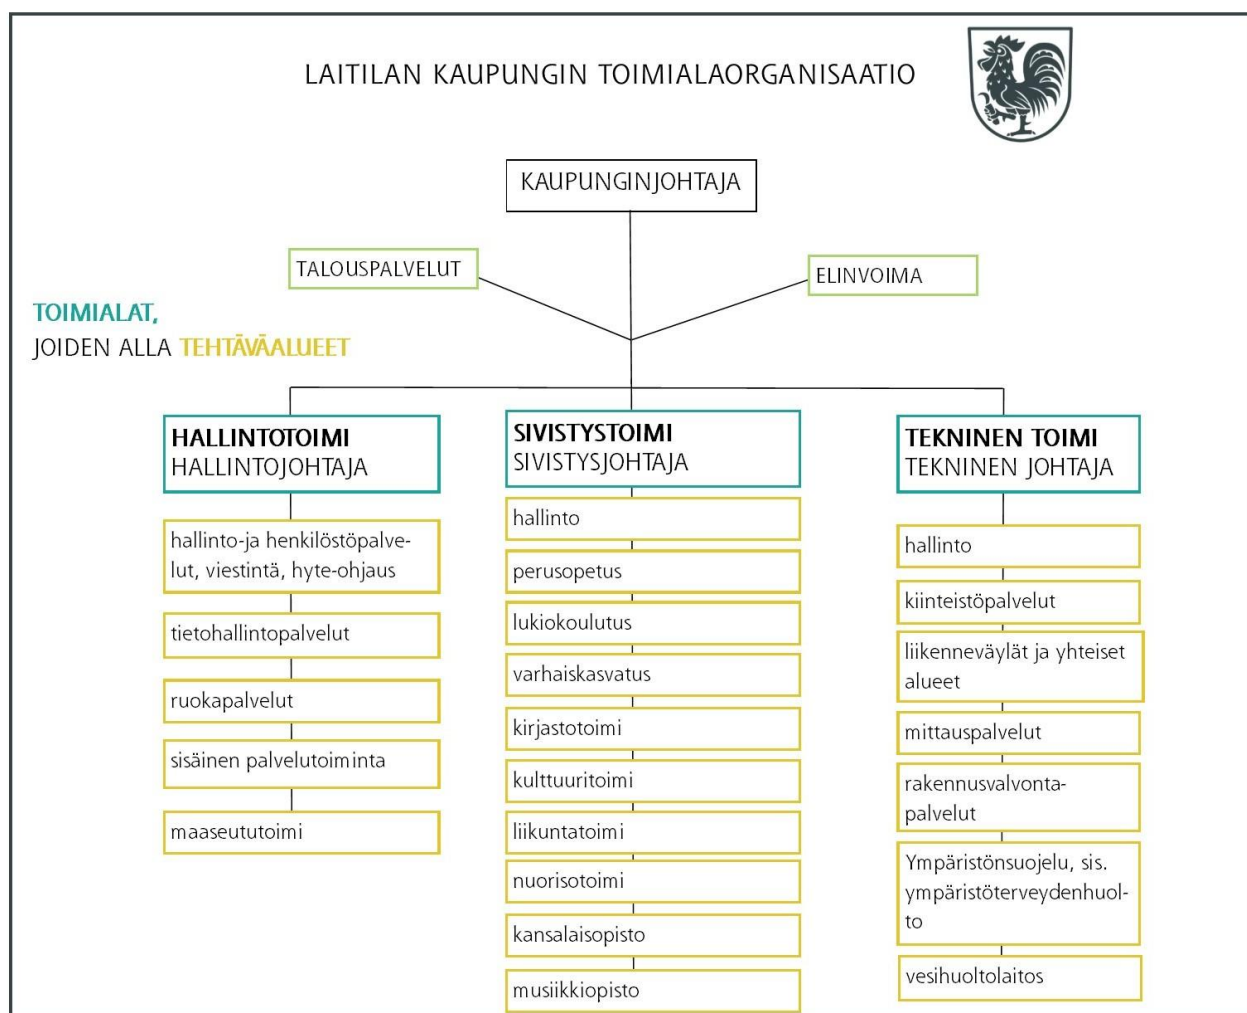 LAITILAN KAUPUNGIN TOIMIALAORGANISAATIO
KAUPUNGINJOHTAJA
TALOUSPALVELUT
ELINVOIMA
TOIMIALAT,
JOIDEN ALLA TEHTÄVÄALUEET
HALLINTOTOIMI
HALLINTOJOHTAJA
hallinto-ja henkilöstöpalve-
lut, viestintä, hyte-ohjaus
tietohallintopalvelut
ruokapalvelut
sisäinen palvelutoiminta
maaseututoimi
SIVISTYSTOIMI
SIVISTYSJOHTAJA
hallinto
perusopetus
lukiokoulutus
varhaiskasvatus
kirjastotoimi
kulttuuritoimi
liikuntatoimi
nuorisotoimi
kansalaisopisto
musiikkiopisto
TEKNINEN TOIMI
TEKNINEN JOHTAJA
hallinto
kiinteistöpalvelut
liikenneväylät ja yhteiset
alueet
mittauspalvelut
rakennusvalvonta-
palvelut
Ympäristönsuojelu, sis.
ympäristöterveydenhuol-
to
vesihuoltolaitos